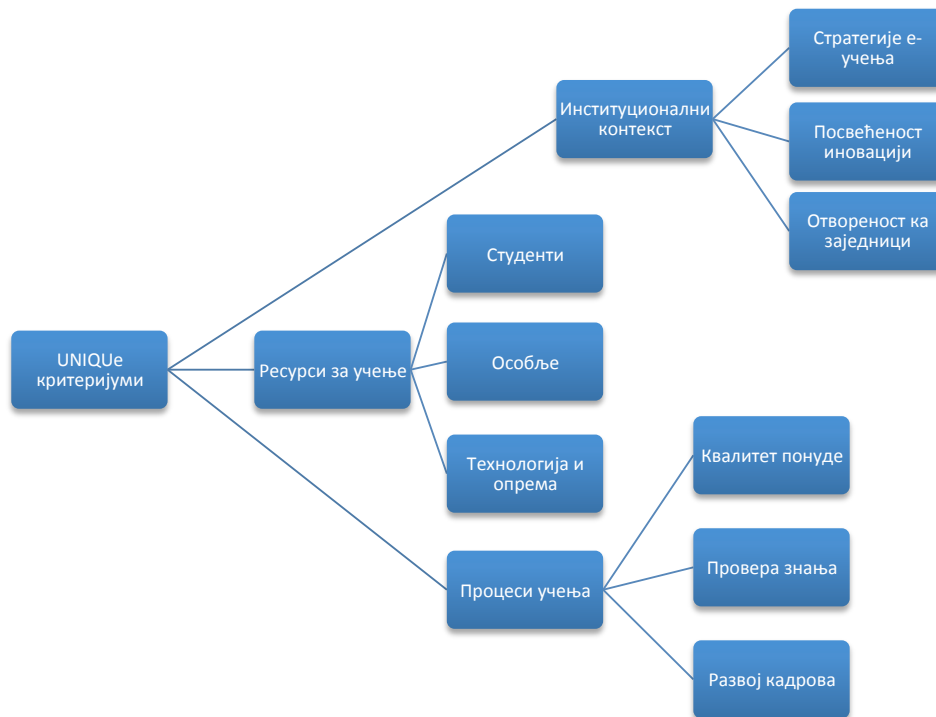 UNIQUe
критеријуми
Институционални
контекст
Стратегије е-
учења
Посвећеност
иновацији
Отвореност ка
заједници
Ресурси за учење
Студенти
Особље
Технологија и
опрема
Процеси учења
Квалитет понуде
Провера знања
Развој кадрова